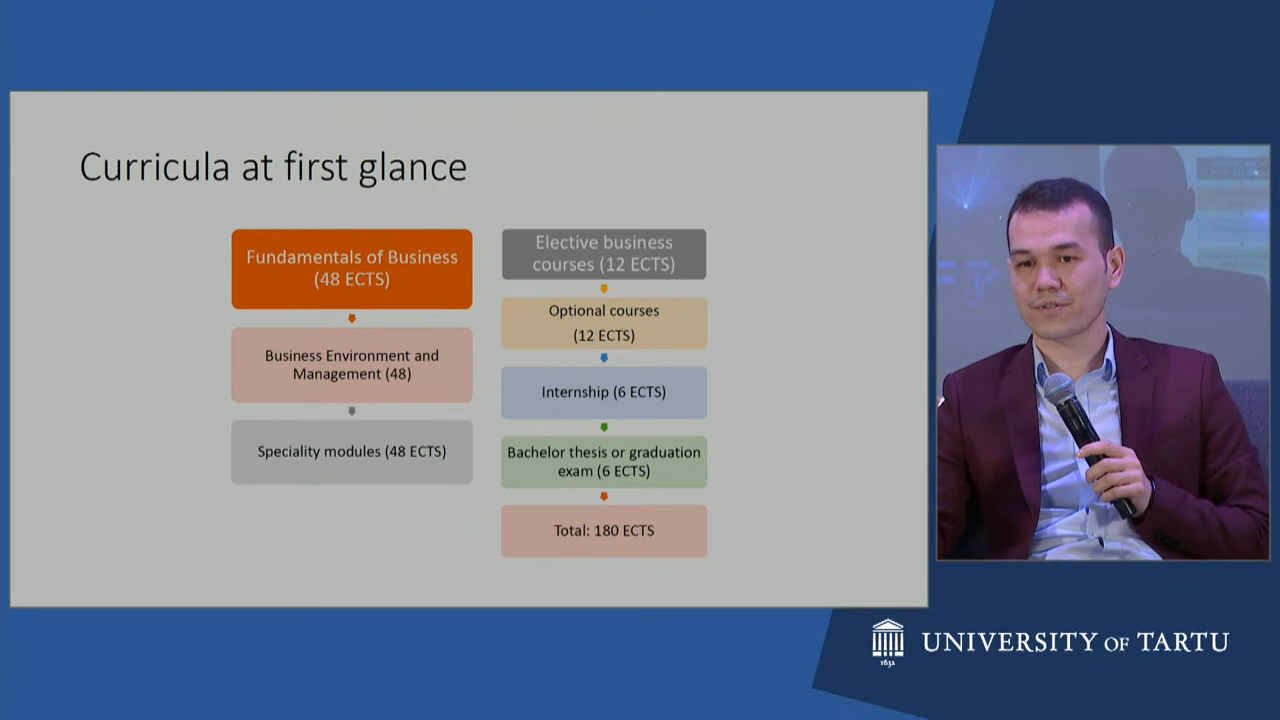 Curricula at first glance
Fundamentals of Business
(48 ECTS)
Business Environment and
Management (48)
Speciality modules (48 ECTS)
Elective business
courses (12 ECTS)
Optional courses
(12 ECTS)
Internship (6 ECTS)
Bachelor thesis or graduation
exam (6 ECTS)
Total: 180 ECTS
UNIVERSITY OF TARTU
1632